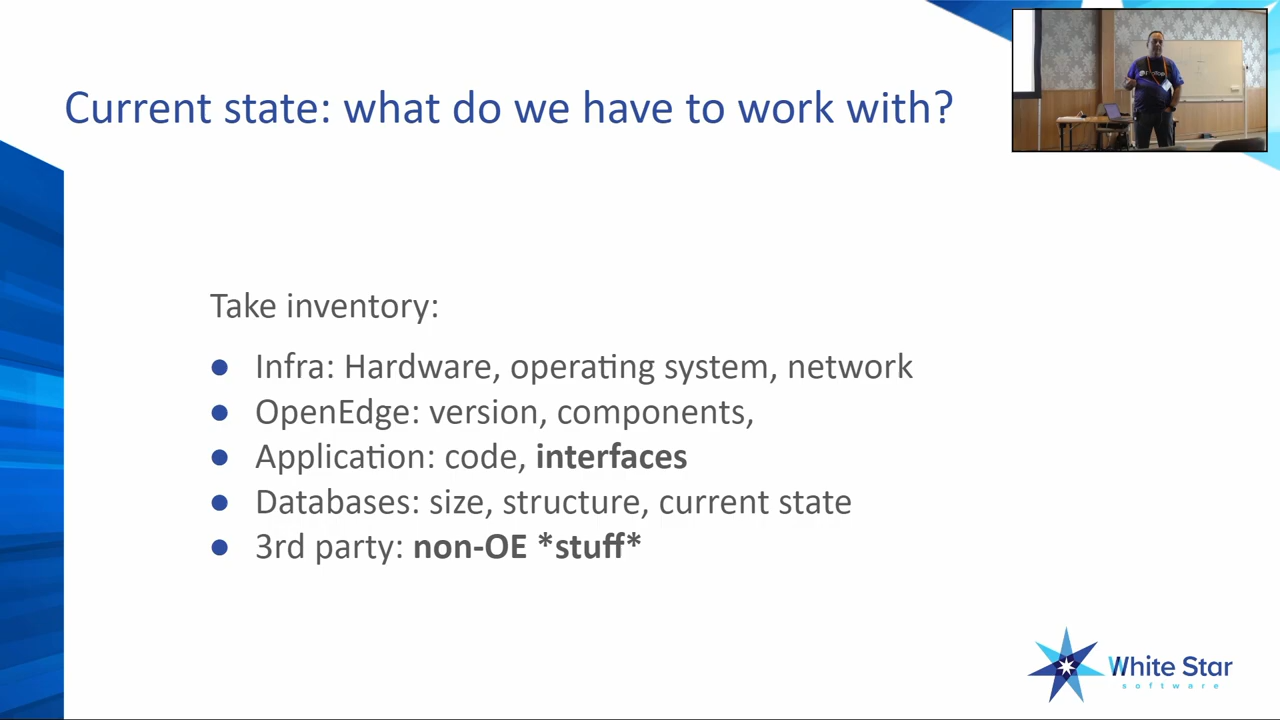 Current state: what do we have to work with?
Take inventory:
● Infra: Hardware, operating system, network
● OpenEdge: version, components,
● Application: code, interfaces
● Databases: size, structure, current state
● 3rd party: non-OE *stuff*
White Star
software